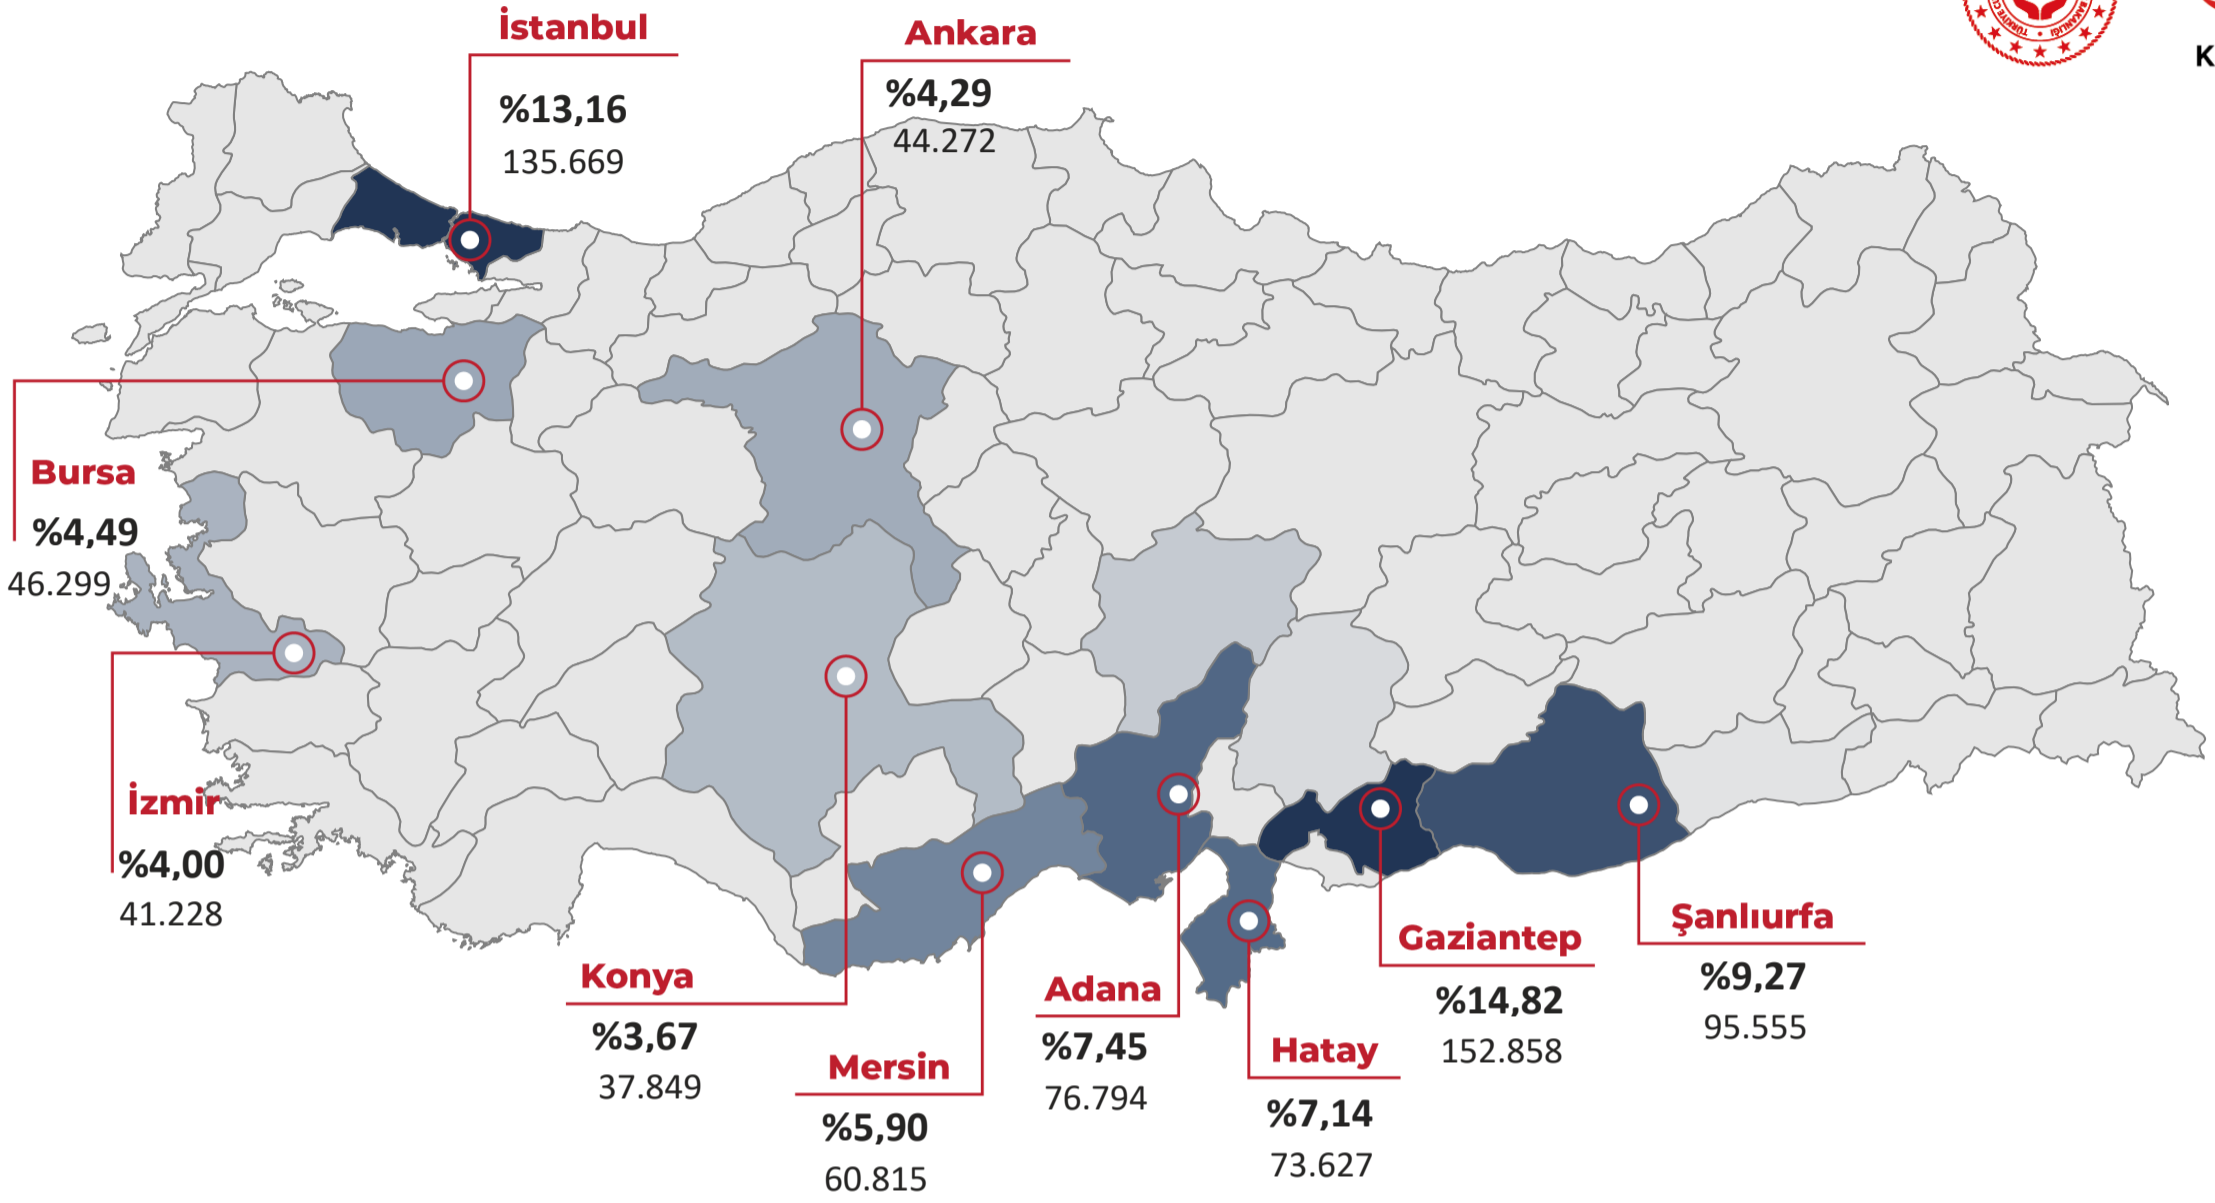 İstanbul
%13,16
135.669
Ankara
%4,29
44.272
K
Bursa
%4,49
46.299
İzmir
%4,00
41.228
Konya
%3,67
37.849
Mersin
%5,90
60.815
Adana
%7,45
76.794
Hatay
%7,14
73.627
Gaziantep
%14,82
152.858
Şanlıurfa
%9,27
95.555